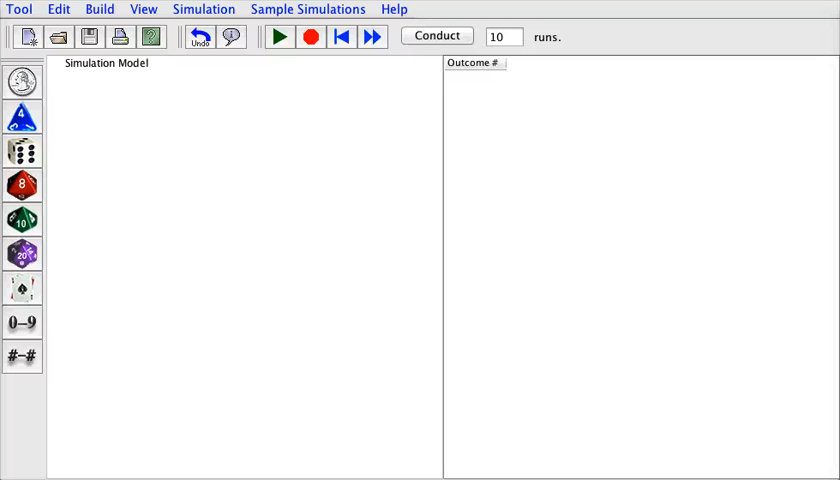 Tool Edit Build View Simulation Sample Simulations Help
? Undo i Conduct 10 runs.
Simulation Model
Outcome #
4
8
10
20
0–9
#–#